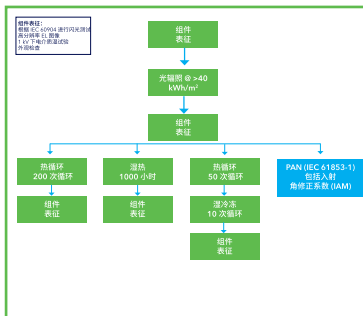 组件表征：
根据 IEC 60904 进行闪光测试
高分辨率 EL 图像
1 kV 下电介质湿试验
外观检查
组件
表征
光辐照 @ >40
kWh/m²
组件
表征
热循环
200 次循环
湿热
1000 小时
热循环
50 次循环
PAN (IEC 61853-1)
包括入射
角修正系数 (IAM)
组件
表征
组件
表征
湿冷冻
10 次循环
组件
表征